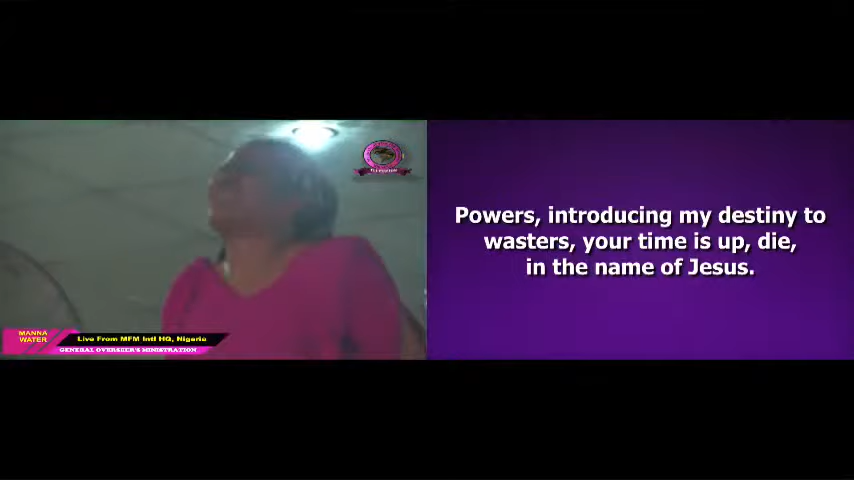 MANNA
WATER
Live From MFM Intl HQ, Nigeria
GENERAL OVERSEER'S MINISTRATION
Powers, introducing my destiny to
wasters, your time is up, die,
in the name of Jesus.